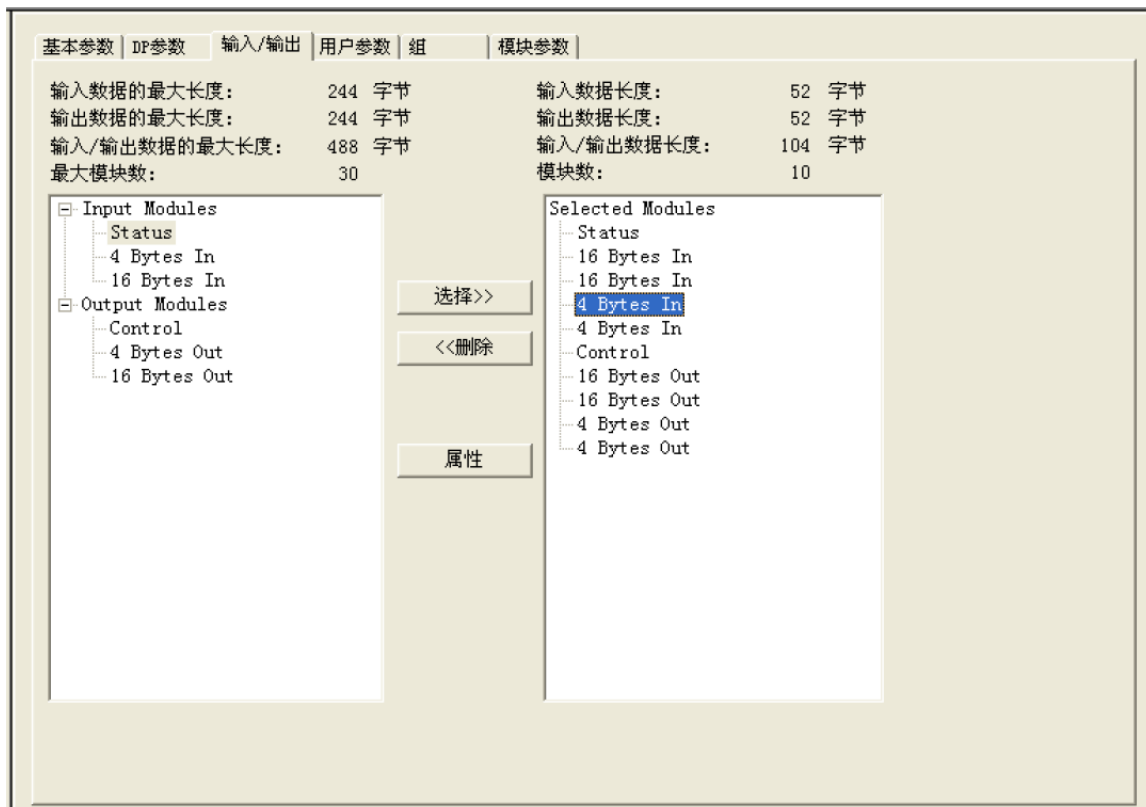 基本参数 DP参数 输入/输出 用户参数 组 模块参数
输入数据的最大长度: 244 字节
输出数据的最大长度: 244 字节
输入/输出数据的最大长度: 488 字节
最大模块数: 30
输入数据长度: 52 字节
输出数据长度: 52 字节
输入/输出数据长度: 104 字节
模块数: 10
Input Modules
Status
4 Bytes In
16 Bytes In
Output Modules
Control
4 Bytes Out
16 Bytes Out
选择>>
<<删除
属性
Selected Modules
Status
16 Bytes In
16 Bytes In
4 Bytes In
4 Bytes In
Control
16 Bytes Out
16 Bytes Out
4 Bytes Out
4 Bytes Out